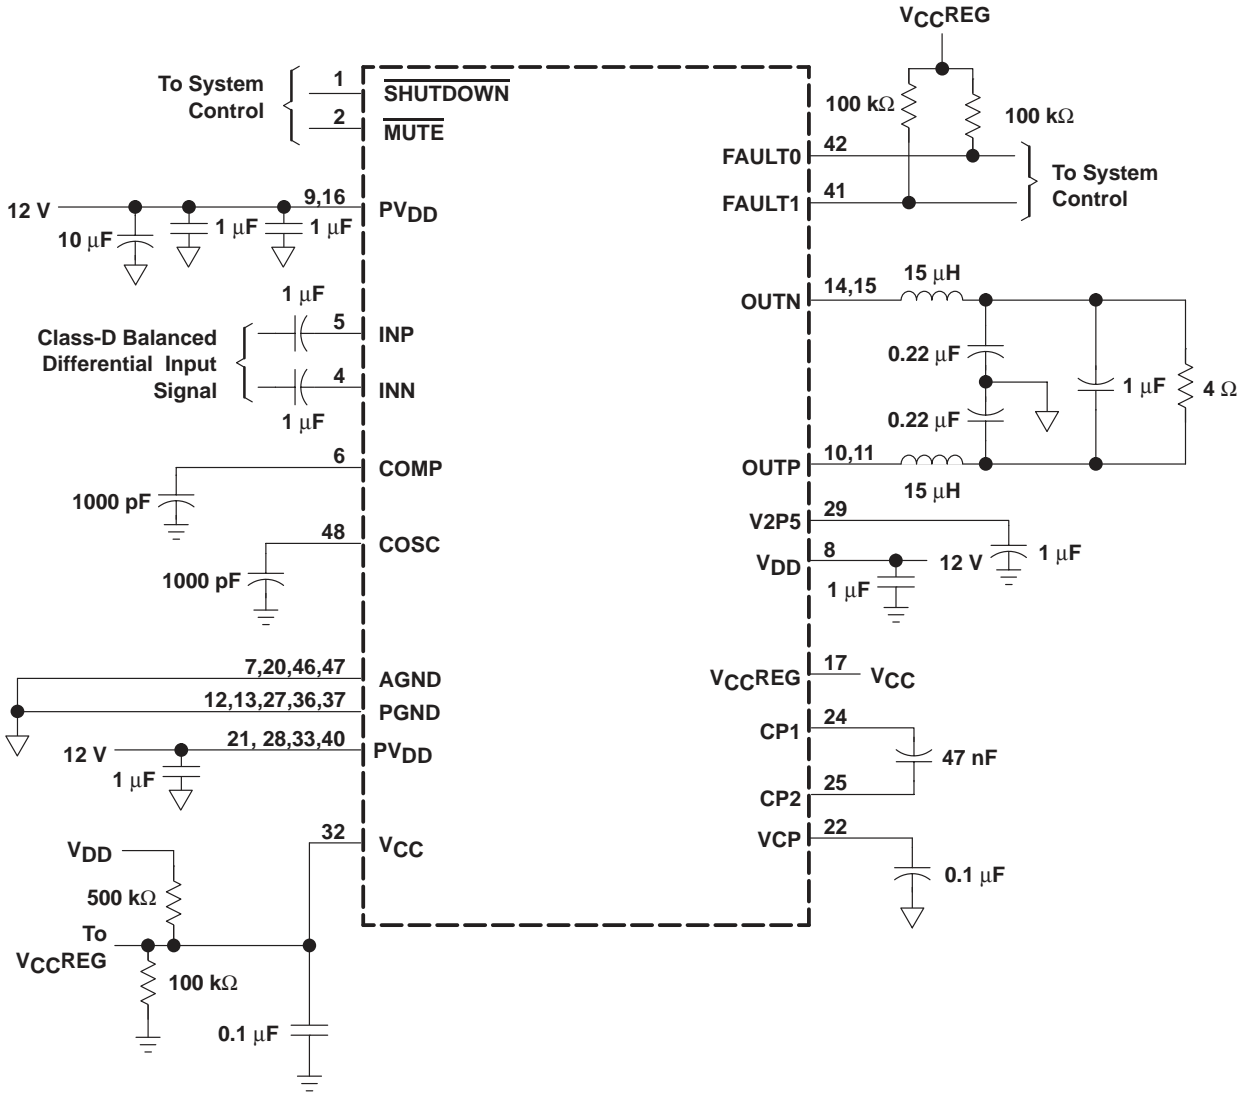 VCCREG
To System
Control
1
SHUTDOWN
2
MUTE
100 kΩ
100 kΩ
FAULT0
42
FAULT1
41
To System
Control
12 V
9,16
PVDD
10 μF
1 μF
1 μF
1 μF
Class-D Balanced
Differential Input
Signal
5
INP
4
INN
1 μF
OUTN
14,15
15 μH
0.22 μF
0.22 μF
1 μF
4 Ω
OUTP
10,11
15 μH
6
COMP
1000 pF
48
COSC
1000 pF
V2P5
29
1 μF
VDD
8
12 V
1 μF
7,20,46,47
AGND
12,13,27,36,37
PGND
12 V
21, 28,33,40
PVDD
1 μF
VCCREG
17
VCC
CP1
24
47 nF
CP2
25
VCP
22
0.1 μF
32
VCC
VDD
500 kΩ
To
VCCREG
100 kΩ
0.1 μF